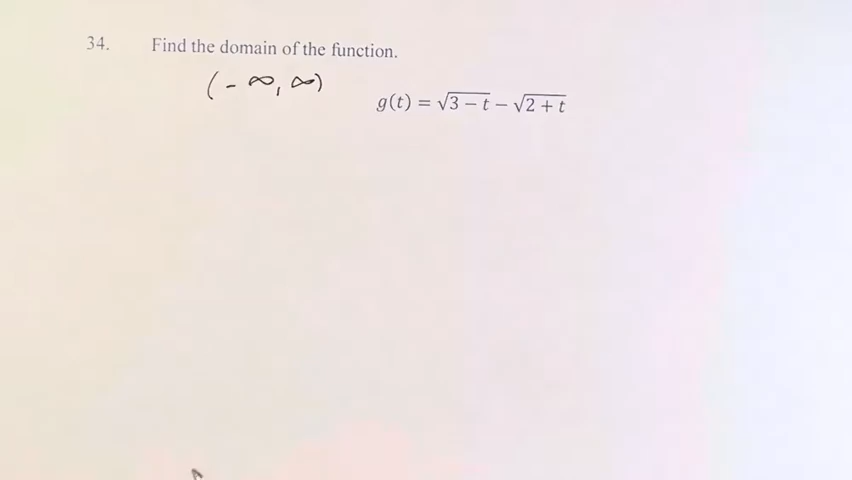 34. Find the domain of the function.
(-∞, ∞)
g(t) = √3 − t − √2 + t